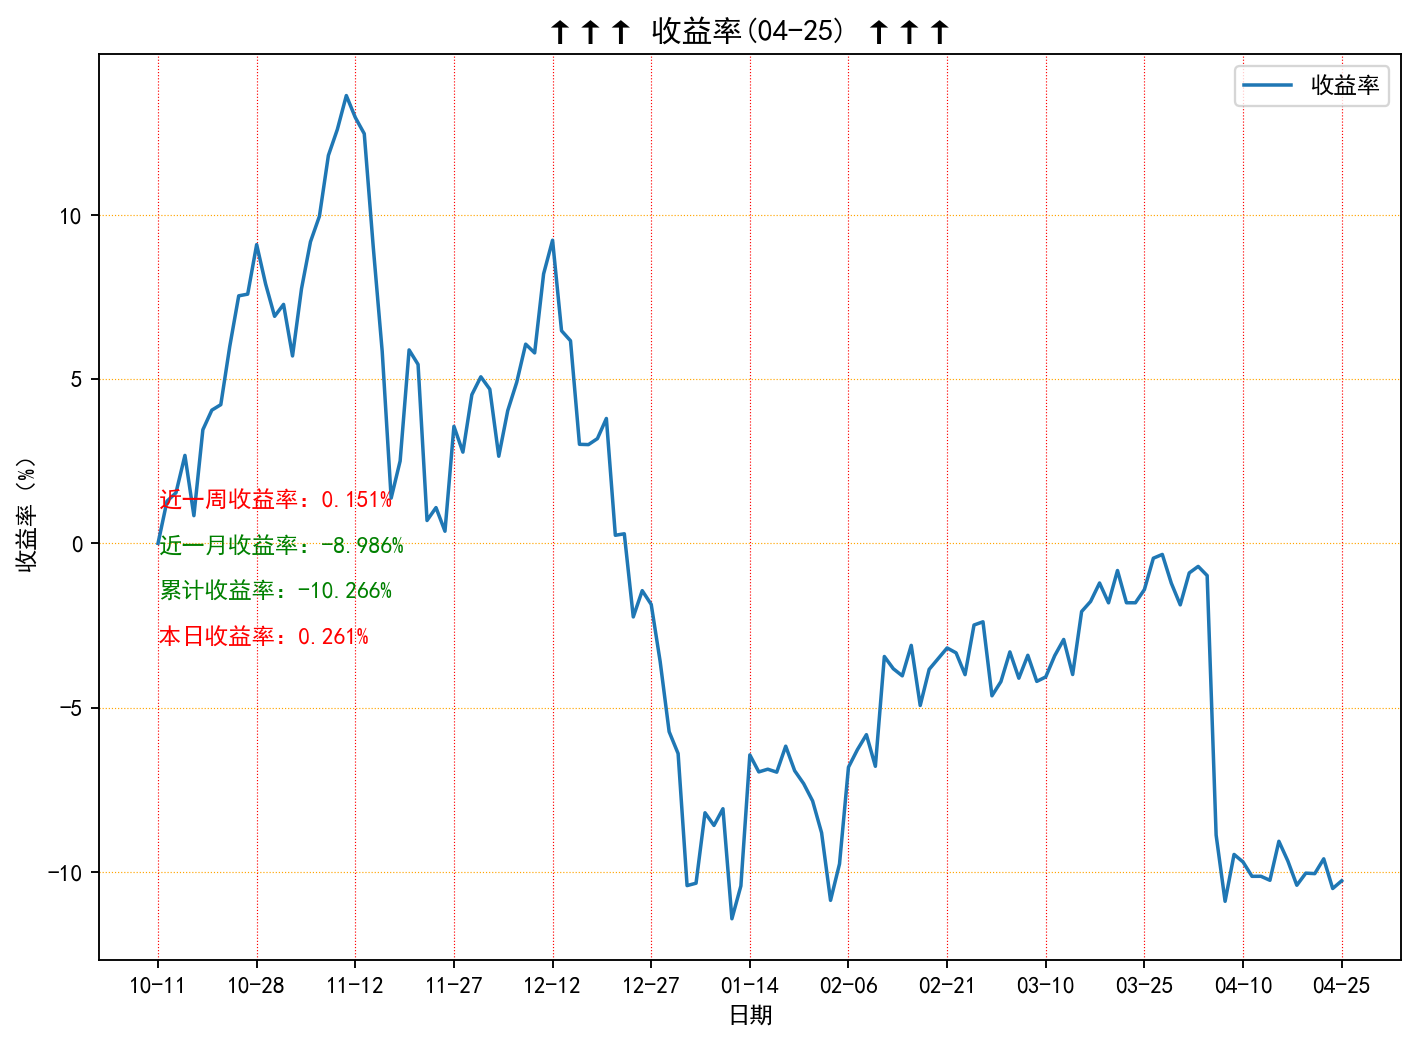 ↑↑↑ 收益率(04-25) ↑↑↑
收益率
10
5
0
-5
-10
收益率 (%)
近一周收益率: 0.151%
近一月收益率: -8.986%
累计收益率: -10.266%
本日收益率: 0.261%
10-11 10-28 11-12 11-27 12-12 12-27 01-14 02-06 02-21 03-10 03-25 04-10 04-25
日期